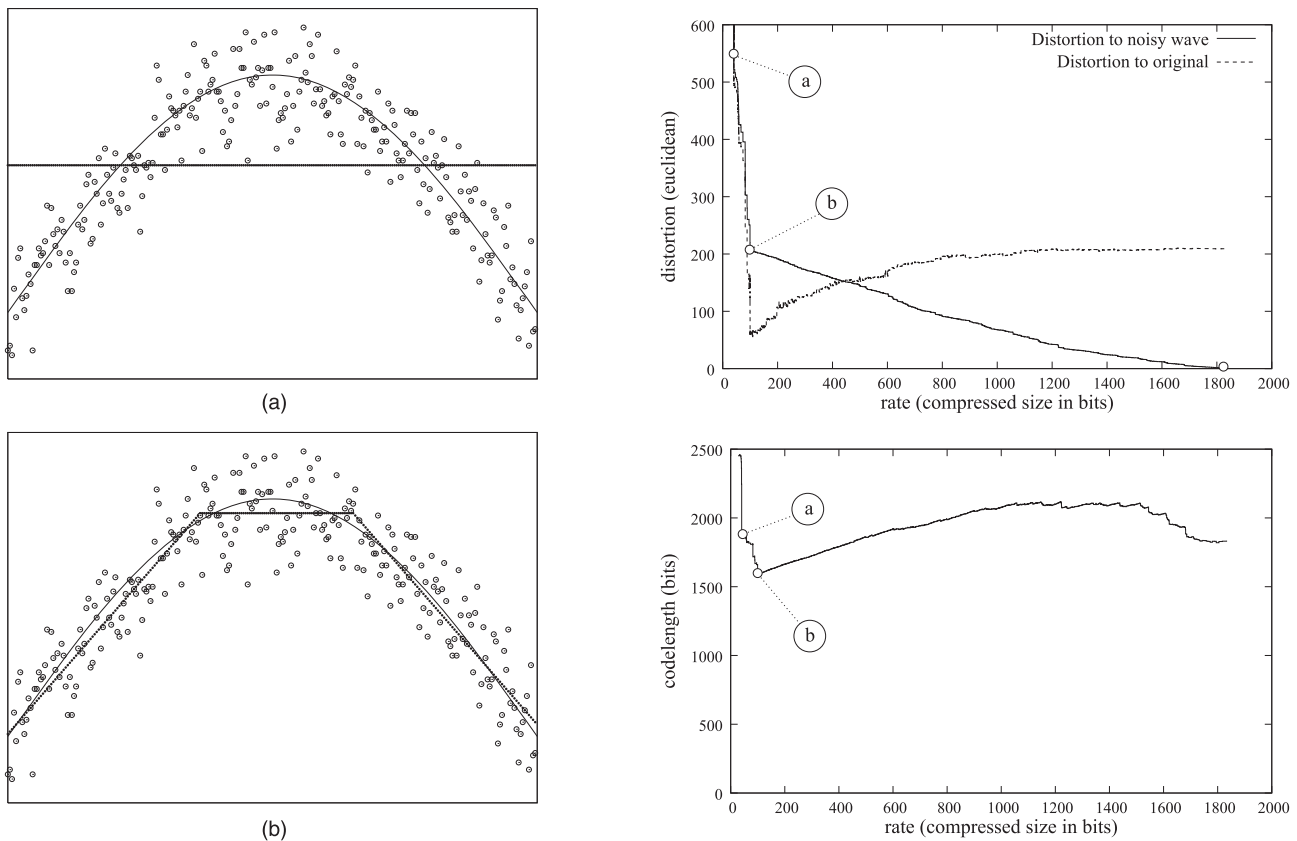 (a)
(b)
600
500
400
300
200
100
0
distortion (euclidean)
Distortion to noisy wave
Distortion to original
a
b
0
200
400
600
800
1000
1200
1400
1600
1800
2000
rate (compressed size in bits)
2500
2000
1500
1000
500
0
codelength (bits)
a
b
0
200
400
600
800
1000
1200
1400
1600
1800
2000
rate (compressed size in bits)